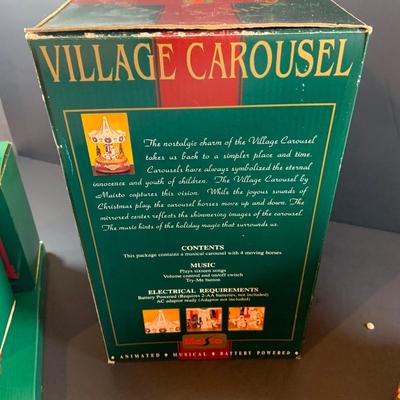 VILLAGE CAROUSEL
The nostalgic charm of the Village Carousel
takes us back to a simpler place and time.
Carousels have always symbolized the eternal
innocence and youth of children. The Village Carousel by
Maisto captures this vision. While the joyous sounds of
Christmas play, the carousel horses move up and down. The
mirrored center reflects the shimmering images of the carousel.
The music hints of the holiday magic that surrounds us.
CONTENTS
This package contains a musical carousel with 4 moving horses
MUSIC
Plays sixteen songs
Volume control and on/off switch
Try-Me button
ELECTRICAL REQUIREMENTS
Battery Powered (Requires 2-AA batteries, not included)
AC adaptor ready (Adaptor not included)
Maisto
ANIMATED ♦ MUSICAL ♦ BATTERY POWERED ♦